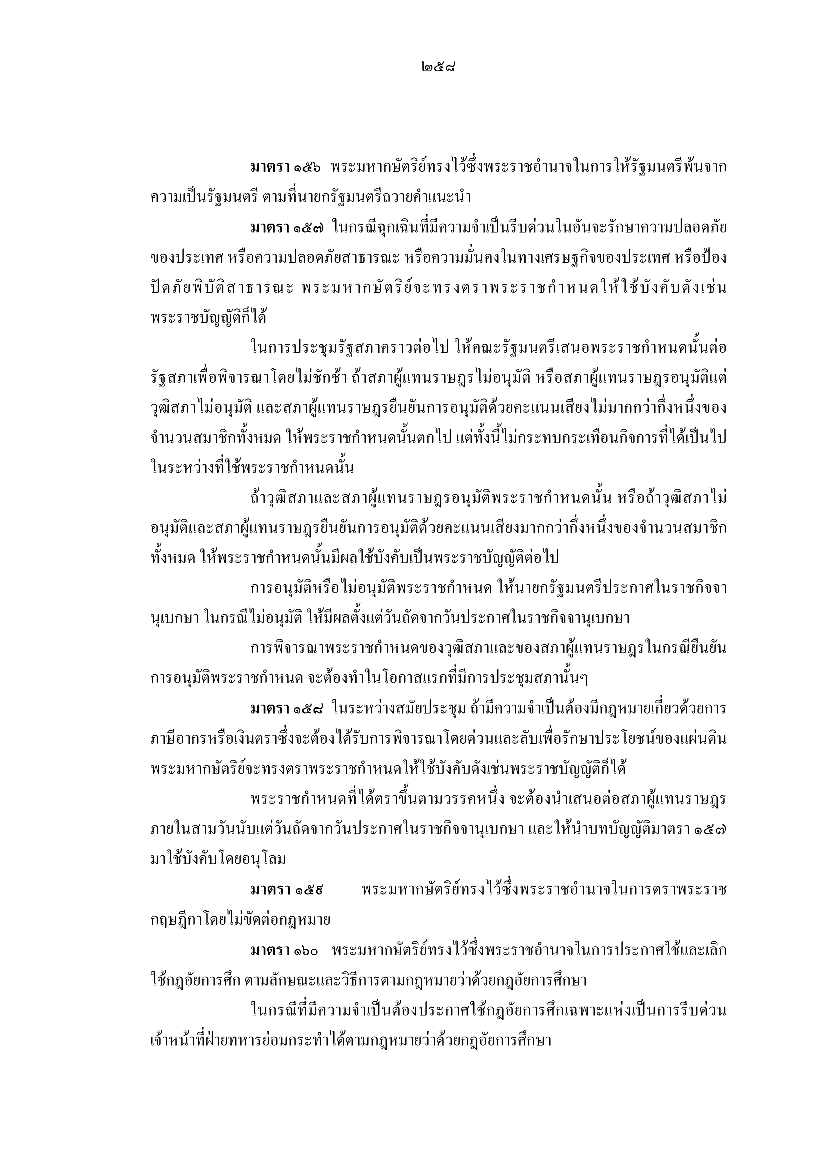 ๒๕๘
มาตรา ๑๕๖ พระมหากษัตริย์ทรงไว้ซึ่งพระราชอำนาจในการให้รัฐมนตรีพ้นจาก
ความเป็นรัฐมนตรี ตามที่นายกรัฐมนตรีถวายคำแนะนำ
มาตรา ๑๕๗ ในกรณีฉุกเฉินที่มีความจำเป็นรีบด่วนในอันจะรักษาความปลอดภัย
ของประเทศ หรือความปลอดภัยสาธารณะ หรือความมั่นคงในทางเศรษฐกิจของประเทศ หรือป้อง
ปัดภัยพิบัติสาธารณะ พระมหากษัตริย์จะทรงตราพระราชกำหนดให้ใช้บังคับดังเช่น
พระราชบัญญัติก็ได้
ในการประชุมรัฐสภาคราวต่อไป ให้คณะรัฐมนตรีเสนอพระราชกำหนดนั้นต่อ
รัฐสภาเพื่อพิจารณาโดยไม่ชักช้า ถ้าสภาผู้แทนราษฎรไม่อนุมัติ หรือสภาผู้แทนราษฎรอนุมัติแต่
วุฒิสภาไม่อนุมัติ และสภาผู้แทนราษฎรยืนยันการอนุมัติด้วยคะแนนเสียงไม่มากกว่ากึ่งหนึ่งของ
จำนวนสมาชิกทั้งหมด ให้พระราชกำหนดนั้นตกไป แต่ทั้งนี้ไม่กระทบกระเทือนกิจการที่ได้เป็นไป
ในระหว่างที่ใช้พระราชกำหนดนั้น
ถ้าวุฒิสภาและสภาผู้แทนราษฎรอนุมัติพระราชกำหนดนั้น หรือถ้าวุฒิสภาไม่
อนุมัติและสภาผู้แทนราษฎรยืนยันการอนุมัติด้วยคะแนนเสียงมากกว่ากึ่งหนึ่งของจำนวนสมาชิก
ทั้งหมด ให้พระราชกำหนดนั้นมีผลใช้บังคับเป็นพระราชบัญญัติต่อไป
การอนุมัติหรือไม่อนุมัติพระราชกำหนด ให้นายกรัฐมนตรีประกาศในราชกิจจา
นุเบกษา ในกรณีไม่อนุมัติ ให้มีผลตั้งแต่วันถัดจากวันประกาศในราชกิจจานุเบกษา
การพิจารณาพระราชกำหนดของวุฒิสภาและของสภาผู้แทนราษฎรในกรณียืนยัน
การอนุมัติพระราชกำหนด จะต้องทำในโอกาสแรกที่มีการประชุมสภานั้นๆ
มาตรา ๑๕๘ ในระหว่างสมัยประชุม ถ้ามีความจำเป็นต้องมีกฎหมายเกี่ยวด้วยการ
ภาษีอากรหรือเงินตราซึ่งจะต้องได้รับการพิจารณาโดยด่วนและลับเพื่อรักษาประโยชน์ของแผ่นดิน
พระมหากษัตริย์จะทรงตราพระราชกำหนดให้ใช้บังคับดังเช่นพระราชบัญญัติก็ได้
พระราชกำหนดที่ได้ตราขึ้นตามวรรคหนึ่ง จะต้องนำเสนอต่อสภาผู้แทนราษฎร
ภายในสามวันนับแต่วันถัดจากวันประกาศในราชกิจจานุเบกษา และให้นำบทบัญญัติมาตรา ๑๕๗
มาใช้บังคับโดยอนุโลม
มาตรา ๑๕๙ พระมหากษัตริย์ทรงไว้ซึ่งพระราชอำนาจในการตราพระราช
กฤษฎีกาโดยไม่ขัดต่อกฎหมาย
มาตรา ๑๖๐ พระมหากษัตริย์ทรงไว้ซึ่งพระราชอำนาจในการประกาศใช้และเลิก
ใช้กฎอัยการศึก ตามลักษณะและวิธีการตามกฎหมายว่าด้วยกฎอัยการศึกษา
ในกรณีที่มีความจำเป็นต้องประกาศใช้กฎอัยการศึกเฉพาะแห่งเป็นการรีบด่วน
เจ้าหน้าที่ฝ่ายทหารย่อมกระทำได้ตามกฎหมายว่าด้วยกฎอัยการศึกษา